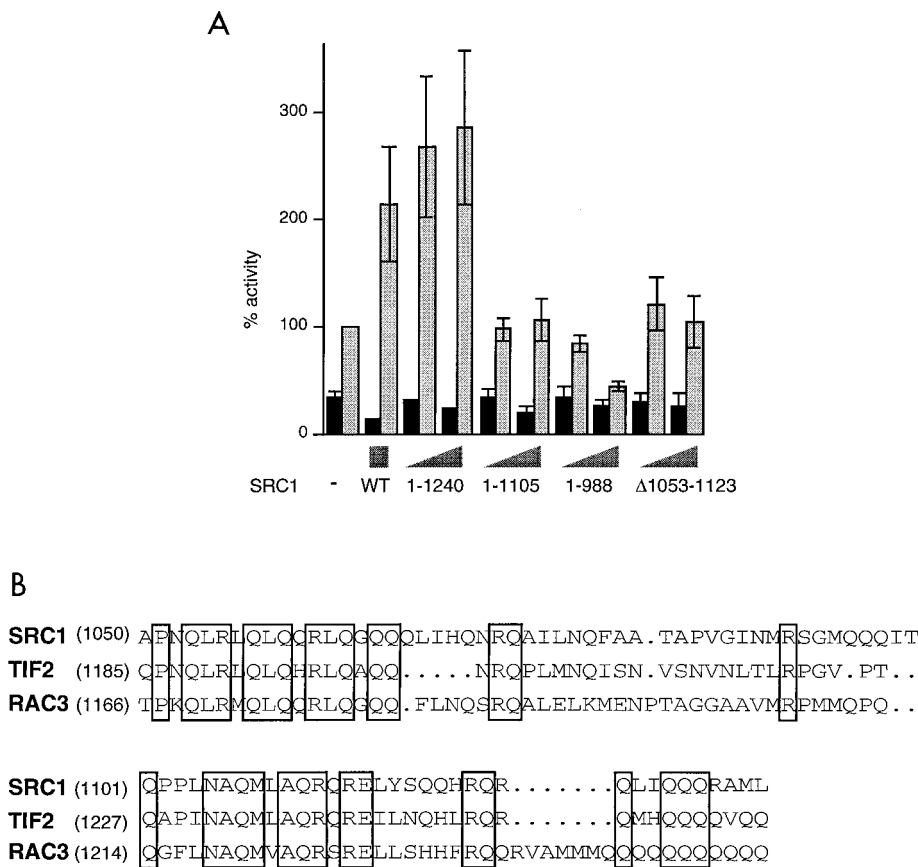 A
300
200
100
0
% activity
SRC1 - WT 1-1240 1-1105 1-988 Δ1053-1123
B
SRC1 (1050) APNQLRLQLQQRLQGQQQLIHQNRQAILNQFAA.TAPVGINMRSGMQQQIT
TIF2 (1185) QPNQLRLQLQHRLQAQQ.....NRQPLMNQISN.VSNVNLTLRPGV.PT..
RAC3 (1166) TPKQLRMQLQQRLQGQQ.FLNQSRQALELKMENPTAGGAAVMRPMMQPQ..
SRC1 (1101) QPPLNAQMLAQRQRELYSQQHRQR.......QLIQQQRAML
TIF2 (1227) QAPINAQMLAQRQREILNQHLRQR.......QMHQQQQVQQ
RAC3 (1214) QGFLNAQMVAQRSRELLSHHFRQQRVAMMMQQQQQQQQQQQ